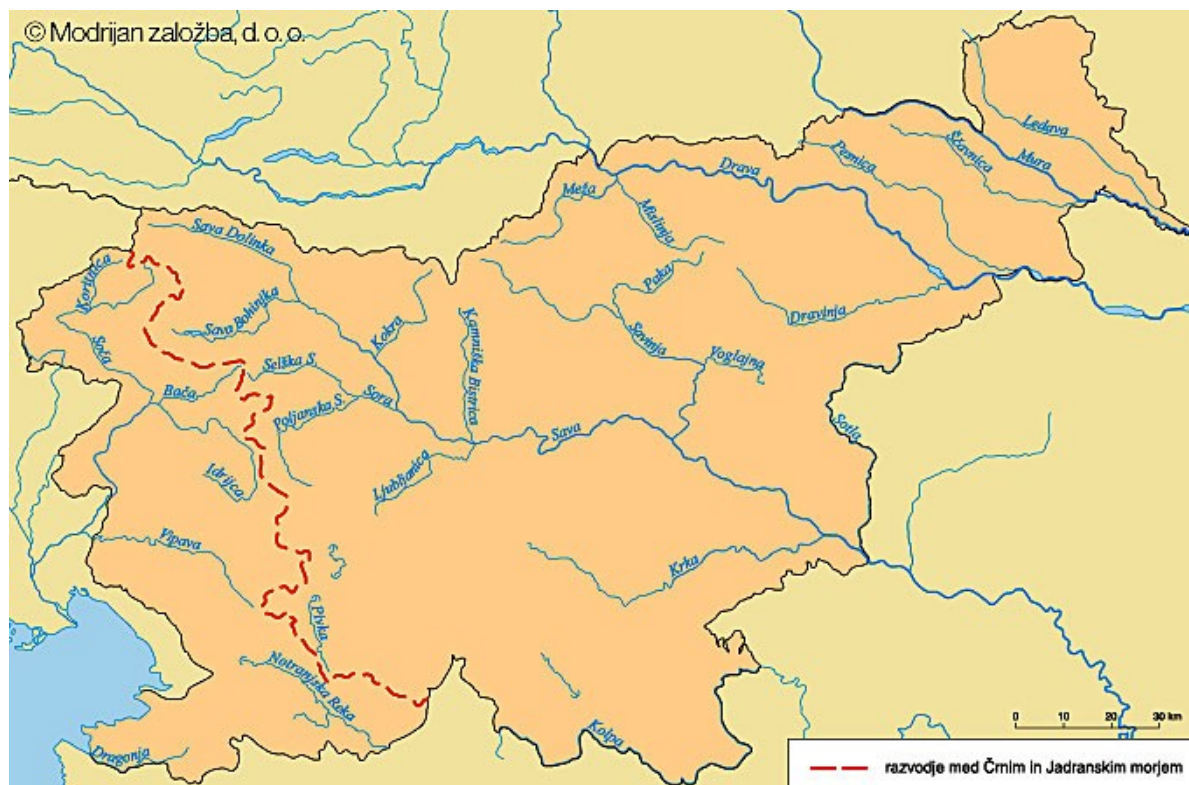 © Modrijan založba, d. o. o.
Ledava
Ščavnica
Pesnica
Mura
Drava
Meža
Mislinja
Sava Dolinka
Koritnica
Paka
Sava Bohinjka
Kokra
Kamniška Bistrica
Dravinja
Savinja
Voglajna
Soča
Selška S.
Bača
Sora
Poljanska S.
Sava
Sotla
Idrijca
Ljubljanica
Vipava
Krka
Pivka
Notranjska Reka
Kolpa
Dragonja
0 10 20 30 km
razvodje med Črnim in Jadranskim morjem